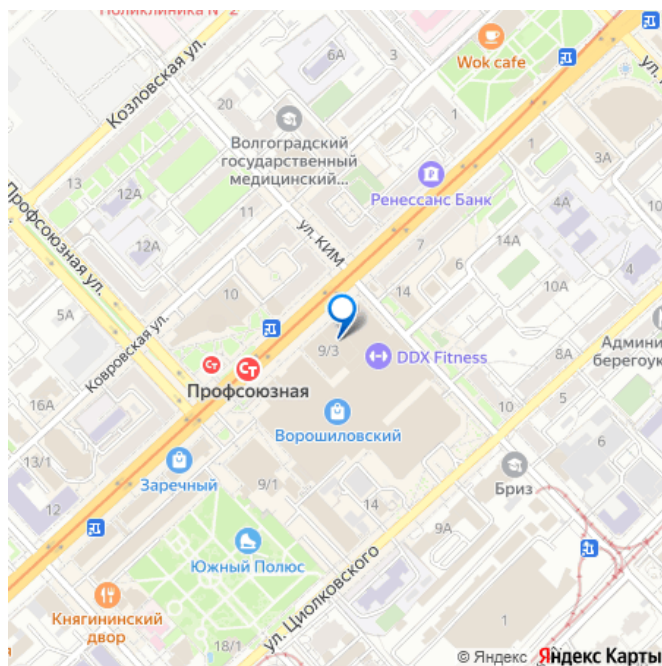 Поликлиника № 2
Козловская ул.
6А
3
Wok cafe
20
Волгоградский
государственный
медицинский...
1
1
3А
13
12А
Ренессанс Банк
10
Профсоюзная ул.
11
ул. КИМ
7
4А
12А
14А
6
5А
10
14
4
Ковровская ул.
9/3
DDX Fitness
Админи
берегоук
8А
Профсоюзная
16А
10
5
Ворошиловский
6
13/1
Заречный
9/1
Бриз
12
14
9А
Южный Полюс
ул. Циолковского
Княгининский
двор
18/1
1
© Яндекс Яндекс Карты